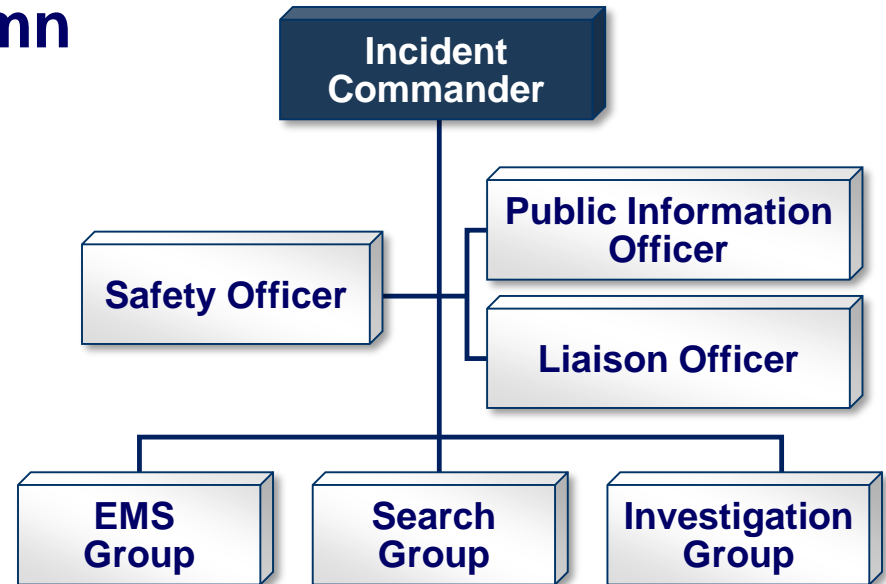 mn
Incident
Commander
Public Information
Officer
Safety Officer
Liaison Officer
EMS
Group
Search
Group
Investigation
Group